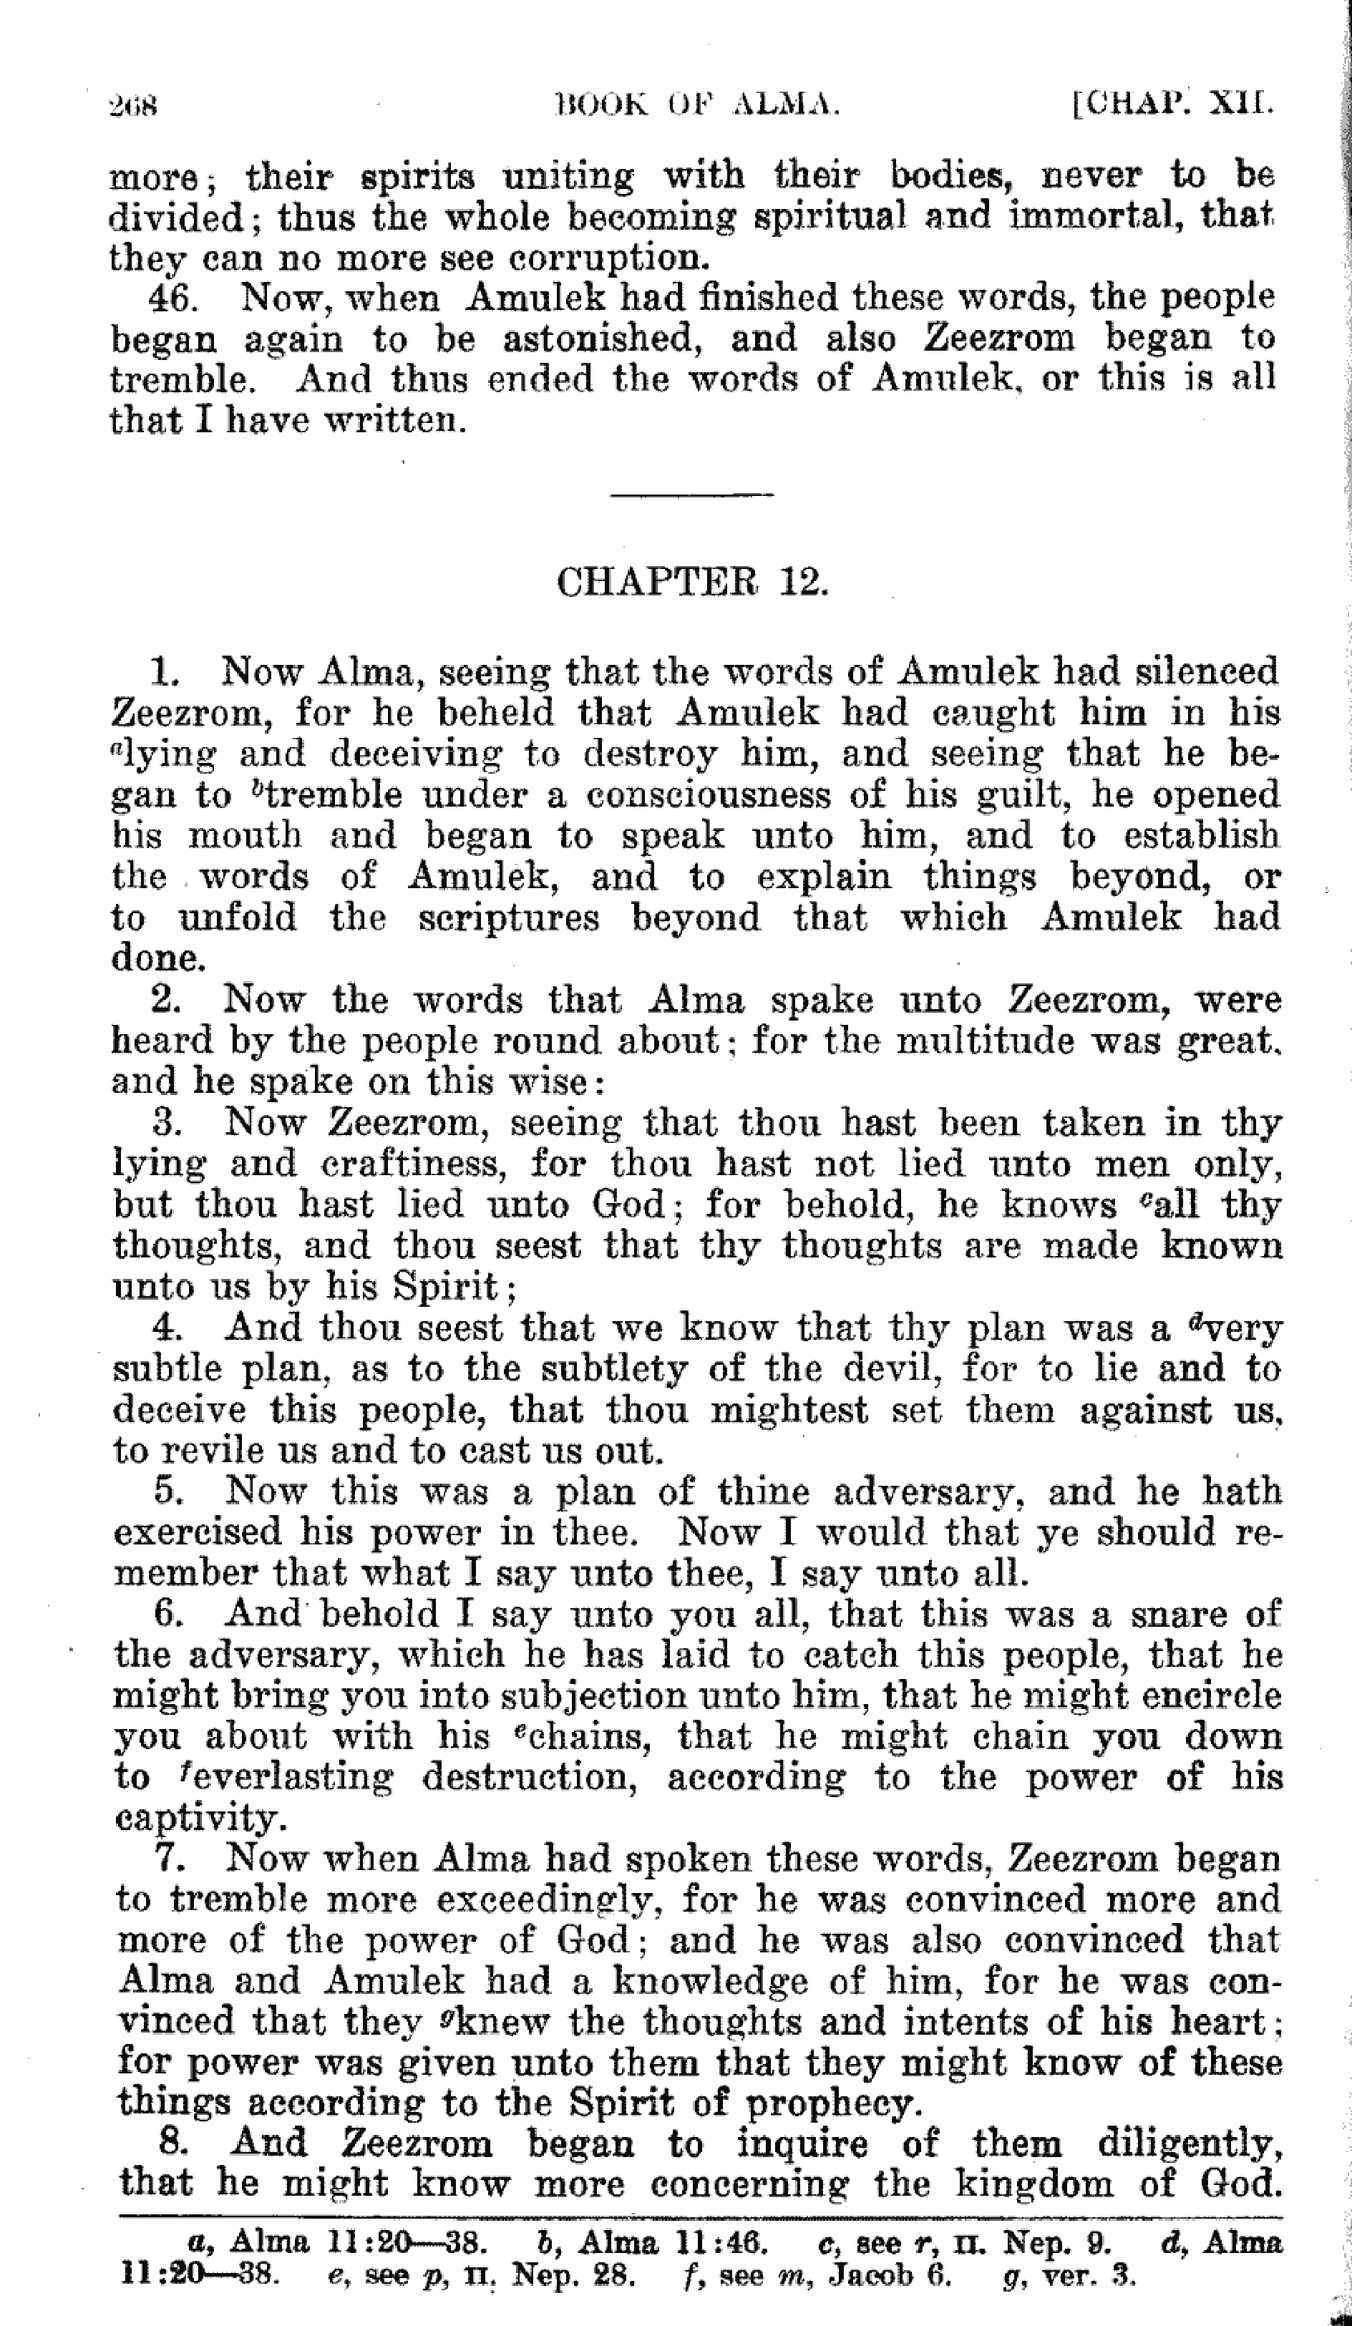 268 BOOK OF ALMA. [CHAP. XII.
more; their spirits uniting with their bodies, never to be
divided; thus the whole becoming spiritual and immortal, that
they can no more see corruption.
46. Now, when Amulek had finished these words, the people
began again to be astonished, and also Zeezrom began to
tremble. And thus ended the words of Amulek, or this is all
that I have written.
CHAPTER 12.
1. Now Alma, seeing that the words of Amulek had silenced
Zeezrom, for he beheld that Amulek had caught him in his
alying and deceiving to destroy him, and seeing that he be-
gan to btremble under a consciousness of his guilt, he opened
his mouth and began to speak unto him, and to establish
the words of Amulek, and to explain things beyond, or
to unfold the scriptures beyond that which Amulek had
done.
2. Now the words that Alma spake unto Zeezrom, were
heard by the people round about; for the multitude was great,
and he spake on this wise:
3. Now Zeezrom, seeing that thou hast been taken in thy
lying and craftiness, for thou hast not lied unto men only,
but thou hast lied unto God; for behold, he knows call thy
thoughts, and thou seest that thy thoughts are made known
unto us by his Spirit;
4. And thou seest that we know that thy plan was a dvery
subtle plan, as to the subtlety of the devil, for to lie and to
deceive this people, that thou mightest set them against us,
to revile us and to cast us out.
5. Now this was a plan of thine adversary, and he hath
exercised his power in thee. Now I would that ye should re-
member that what I say unto thee, I say unto all.
6. And behold I say unto you all, that this was a snare of
the adversary, which he has laid to catch this people, that he
might bring you into subjection unto him, that he might encircle
you about with his echains, that he might chain you down
to feverlasting destruction, according to the power of his
captivity.
7. Now when Alma had spoken these words, Zeezrom began
to tremble more exceedingly, for he was convinced more and
more of the power of God; and he was also convinced that
Alma and Amulek had a knowledge of him, for he was con-
vinced that they gknew the thoughts and intents of his heart;
for power was given unto them that they might know of these
things according to the Spirit of prophecy.
8. And Zeezrom began to inquire of them diligently,
that he might know more concerning the kingdom of God.
a, Alma 11:20—38. b, Alma 11:46. c, see r, II. Nep. 9. d, Alma
11:20—38. e, see p, II. Nep. 28. f, see m, Jacob 6. g, ver. 3.